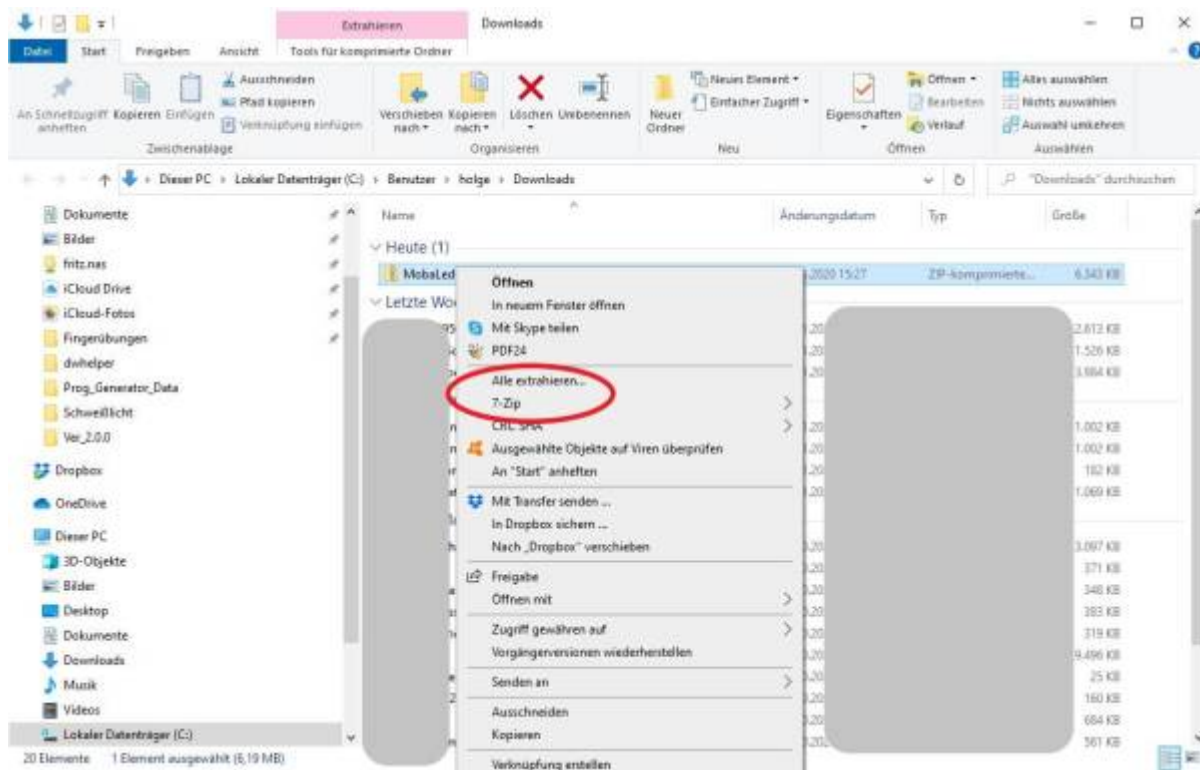 Extrahieren Downloads
Datei Start Freigeben Ansicht Tools für komprimierte Ordner
An Schnellzugriff anheften
Kopieren
Einfügen
Ausschneiden
Pfad kopieren
Verknüpfung einfügen
Zwischenablage
Verschieben nach
Kopieren nach
Löschen
Umbenennen
Organisieren
Neuer Ordner
Neues Element
Einfacher Zugriff
Neu
Eigenschaften
Öffnen
Bearbeiten
Verlauf
Öffnen
Alles auswählen
Nichts auswählen
Auswahl umkehren
Auswählen
Dieser PC › Lokaler Datenträger (C:) › Benutzer › holge › Downloads
"Downloads" durchsuchen
Dokumente
Bilder
fritz.nas
iCloud Drive
iCloud-Fotos
Fingerübungen
dwhelper
Prog_Generator_Data
Schweißlicht
Ver_2.0.0
Dropbox
OneDrive
Dieser PC
3D-Objekte
Bilder
Desktop
Dokumente
Downloads
Musik
Videos
Lokaler Datenträger (C:)
Name Änderungsdatum Typ Größe
Heute (1)
MobaLed 2020 15:27 ZIP-komprimierte... 6.343 KB
Letzte Wo
Öffnen
In neuem Fenster öffnen
Mit Skype teilen
PDF24
Alle extrahieren...
7-Zip
CRC SHA
Ausgewählte Objekte auf Viren überprüfen
An "Start" anheften
Mit Transfer senden ...
In Dropbox sichern ...
Nach „Dropbox" verschieben
Freigabe
Öffnen mit
Zugriff gewähren auf
Vorgängerversionen wiederherstellen
Senden an
Ausschneiden
Kopieren
Verknüpfung erstellen
2.612 KB
1.526 KB
3.984 KB
1.002 KB
1.002 KB
182 KB
1.069 KB
3.097 KB
371 KB
348 KB
383 KB
319 KB
9.496 KB
25 KB
160 KB
684 KB
561 KB
20 Elemente 1 Element ausgewählt (6,19 MB)